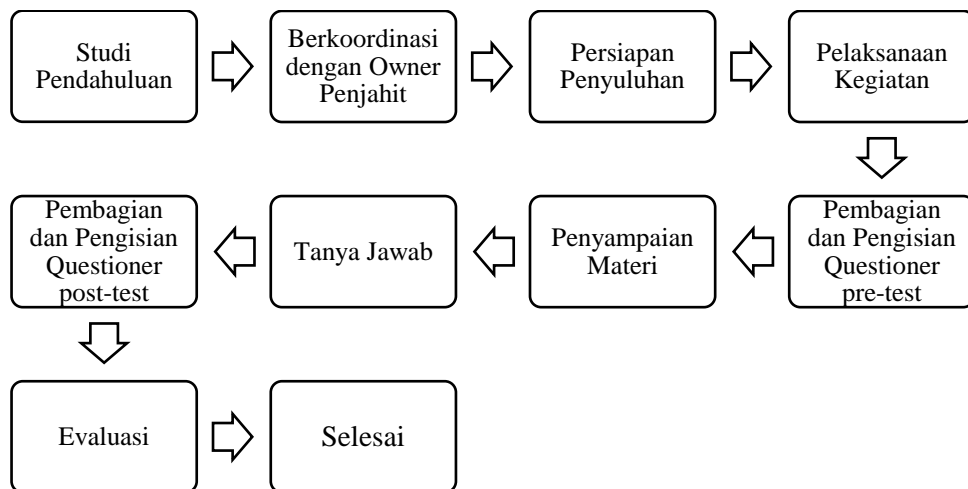 Studi
Pendahuluan
Berkoordinasi
dengan Owner
Penjahit
Persiapan
Penyuluhan
Pelaksanaan
Kegiatan
Pembagian
dan Pengisian
Questioner
pre-test
Penyampaian
Materi
Tanya Jawab
Pembagian
dan Pengisian
Questioner
post-test
Evaluasi
Selesai